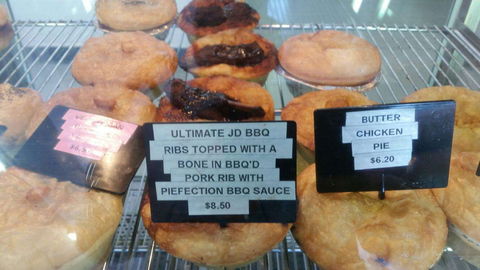 ULTIMATE JD BBQ
RIBS TOPPED WITH A
BONE IN BBQ'D
PORK RIB WITH
PIEFECTION BBQ SAUCE
$8.50
BUTTER
CHICKEN
PIE
$6.20